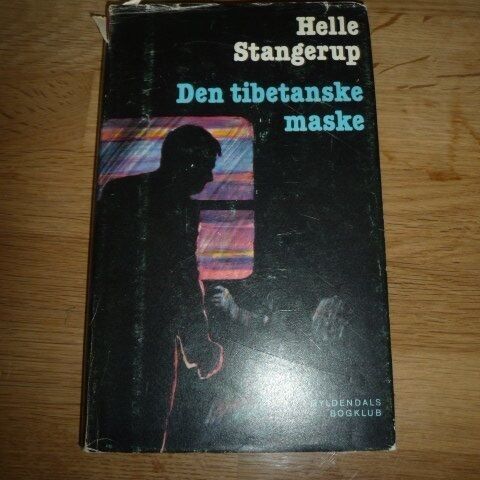 Helle
Stangerup
Den tibetanske
maske
GYLDENDALS
BOGKLUB